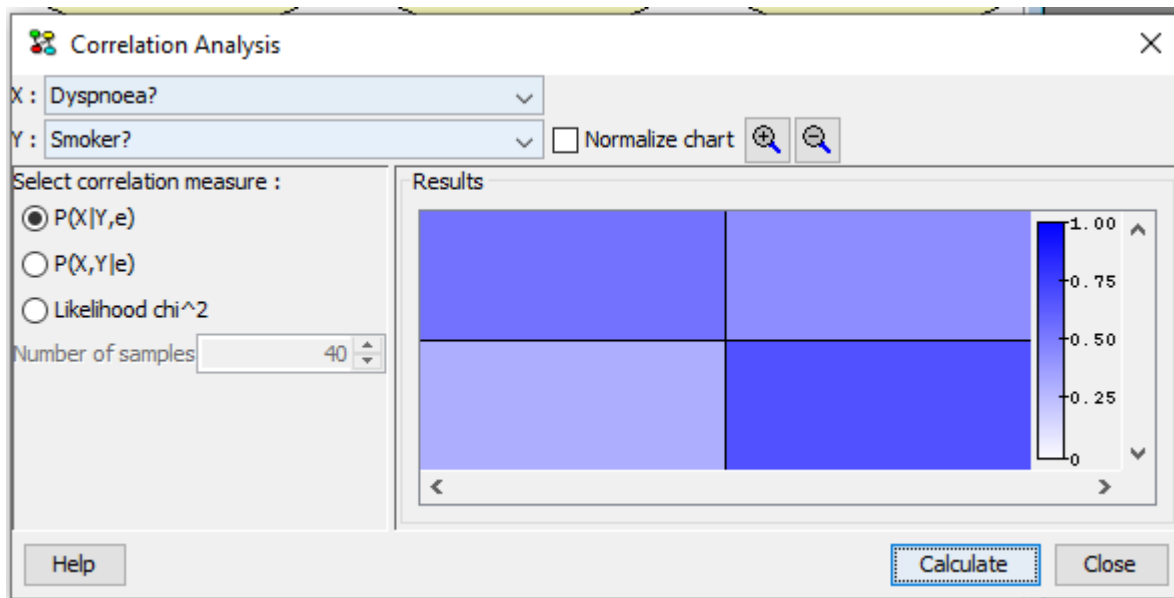 Correlation Analysis
X : Dyspnoea?
Y : Smoker? Normalize chart
Select correlation measure :
P(X|Y,e)
P(X,Y|e)
Likelihood chi^2
Number of samples 40
Results
1.00
0.75
0.50
0.25
0
Help Calculate Close